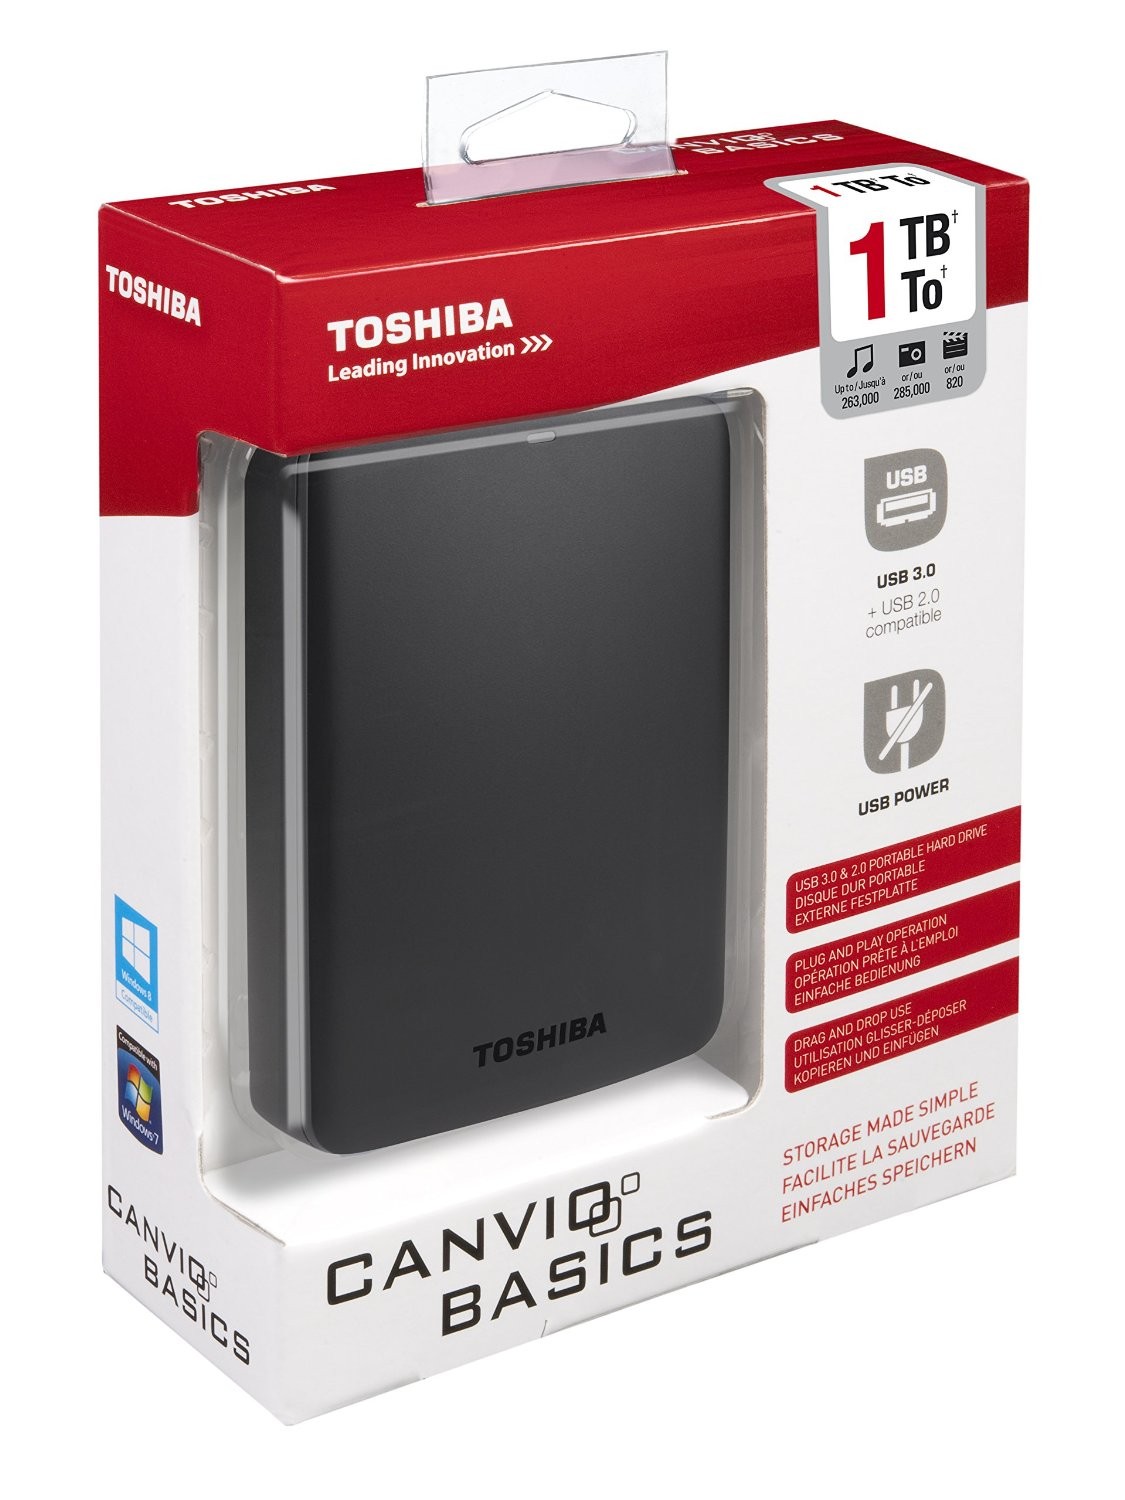 TOSHIBA
CANVIO
BASICS
1 TB† To†
TOSHIBA
TOSHIBA
Leading Innovation >>>
1 TB†
To†
Up to / Jusqu'à
263,000
or / ou
285,000
or / ou
820
USB
USB 3.0
+ USB 2.0
compatible
USB POWER
USB 3.0 & 2.0 PORTABLE HARD DRIVE
DISQUE DUR PORTABLE
EXTERNE FESTPLATTE
PLUG AND PLAY OPERATION
OPÉRATION PRÊTE À L'EMPLOI
EINFACHE BEDIENUNG
DRAG AND DROP USE
UTILISATION GLISSER-DÉPOSER
KOPIEREN UND EINFÜGEN
STORAGE MADE SIMPLE
FACILITE LA SAUVEGARDE
EINFACHES SPEICHERN
TOSHIBA
Windows 8
Compatible
Compatible with
Windows 7
CANVIO
BASICS
CANVIO
BASICS